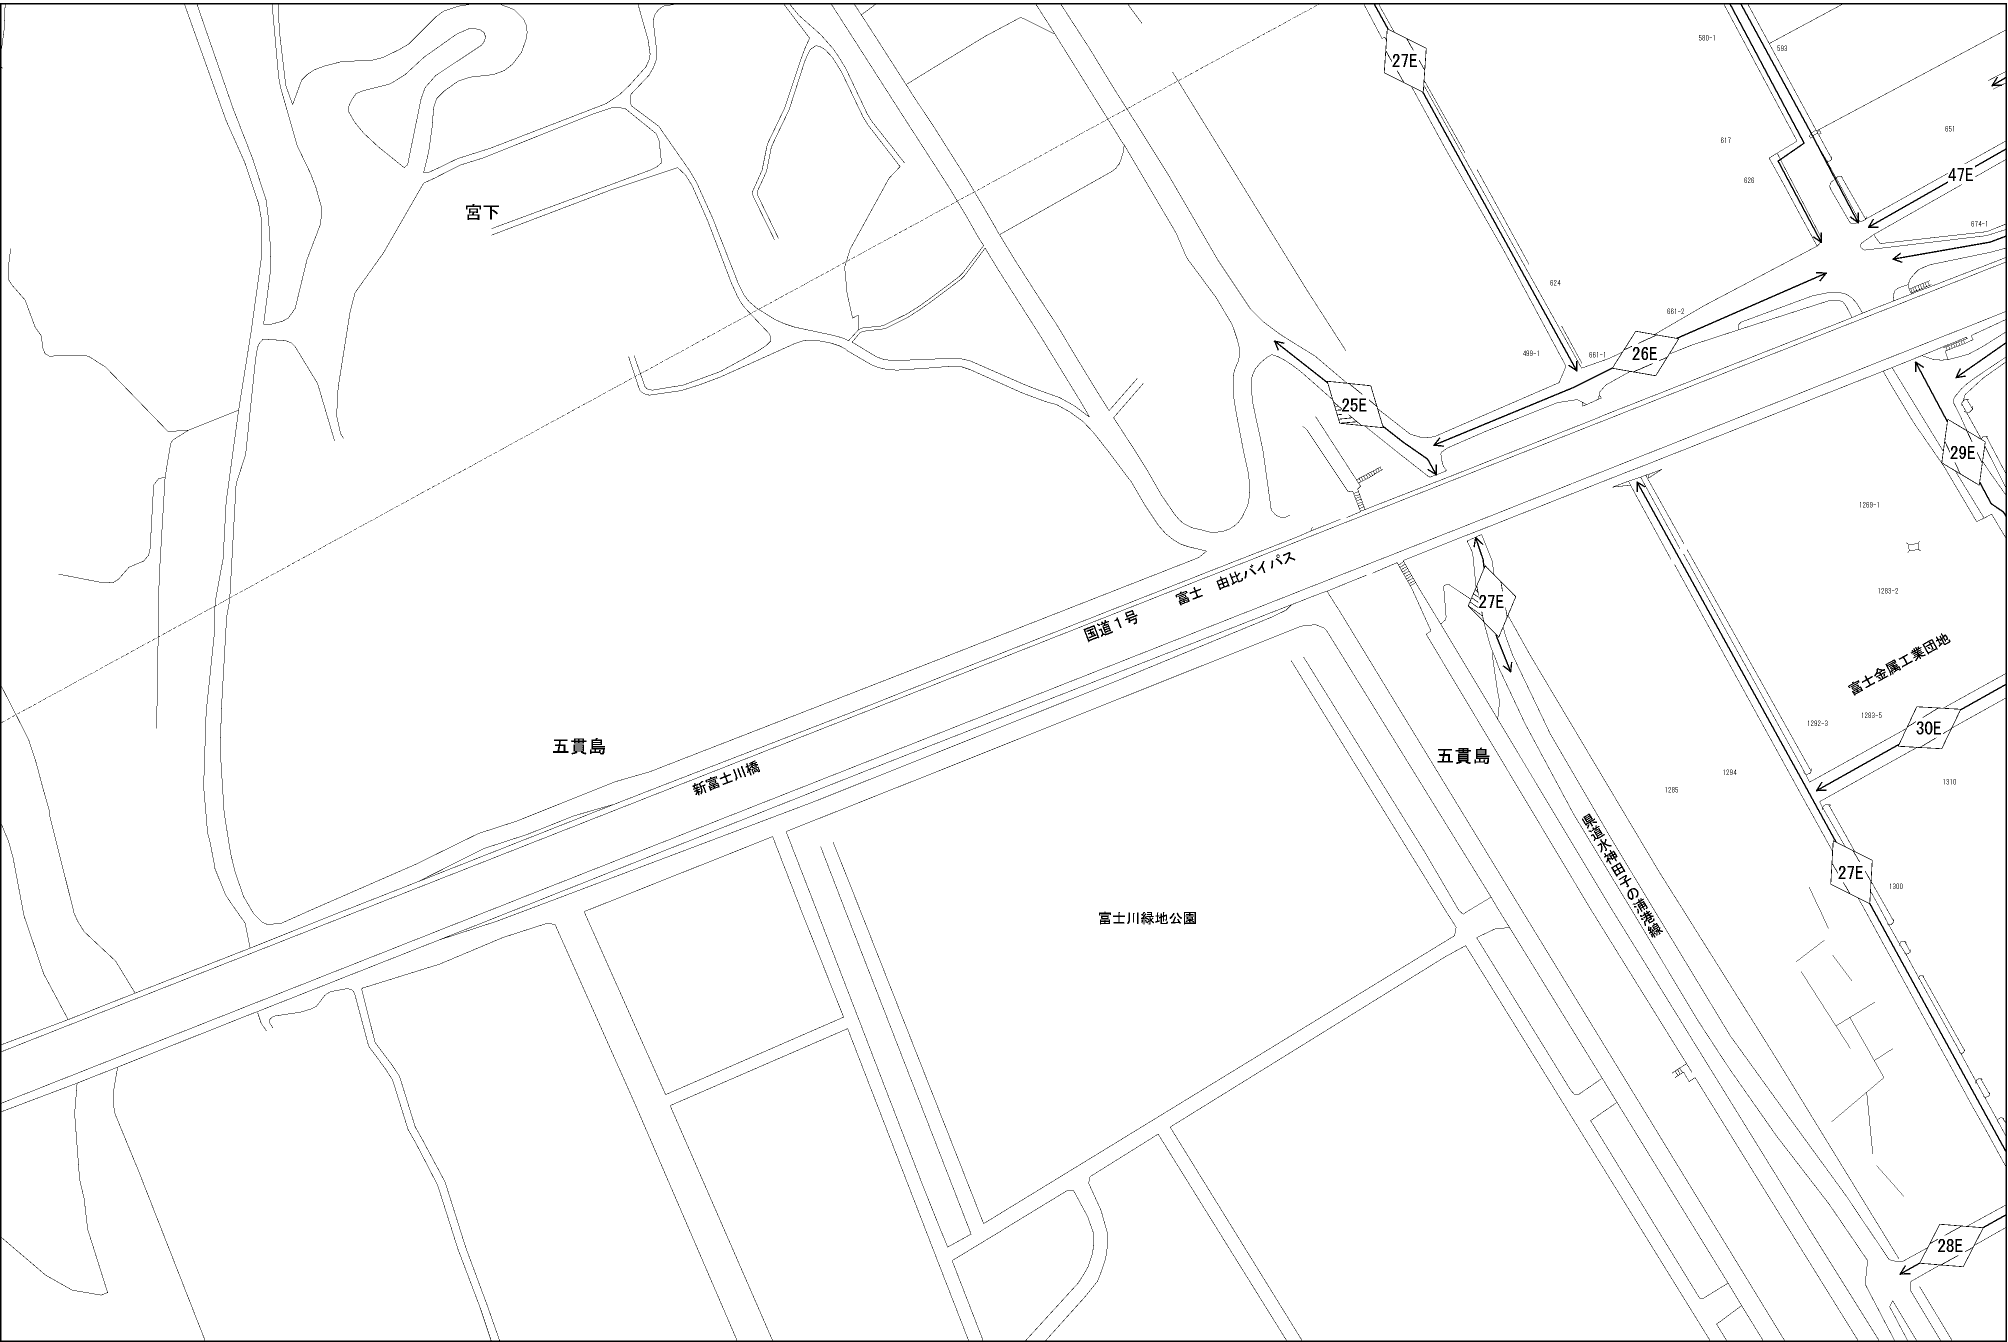 580-1
593
27E
651
617
626
47E
宮下
674-1
624
661-2
499-1
661-1
26E
25E
29E
1269-1
富士　由比バイパス
1283-2
27E
国道1号
富士金属工業団地
1283-5
1292-3
30E
五貫島
五貫島
新富士川橋
1294
1285
1310
県道水神田子の浦港線
27E
1300
富士川緑地公園
28E